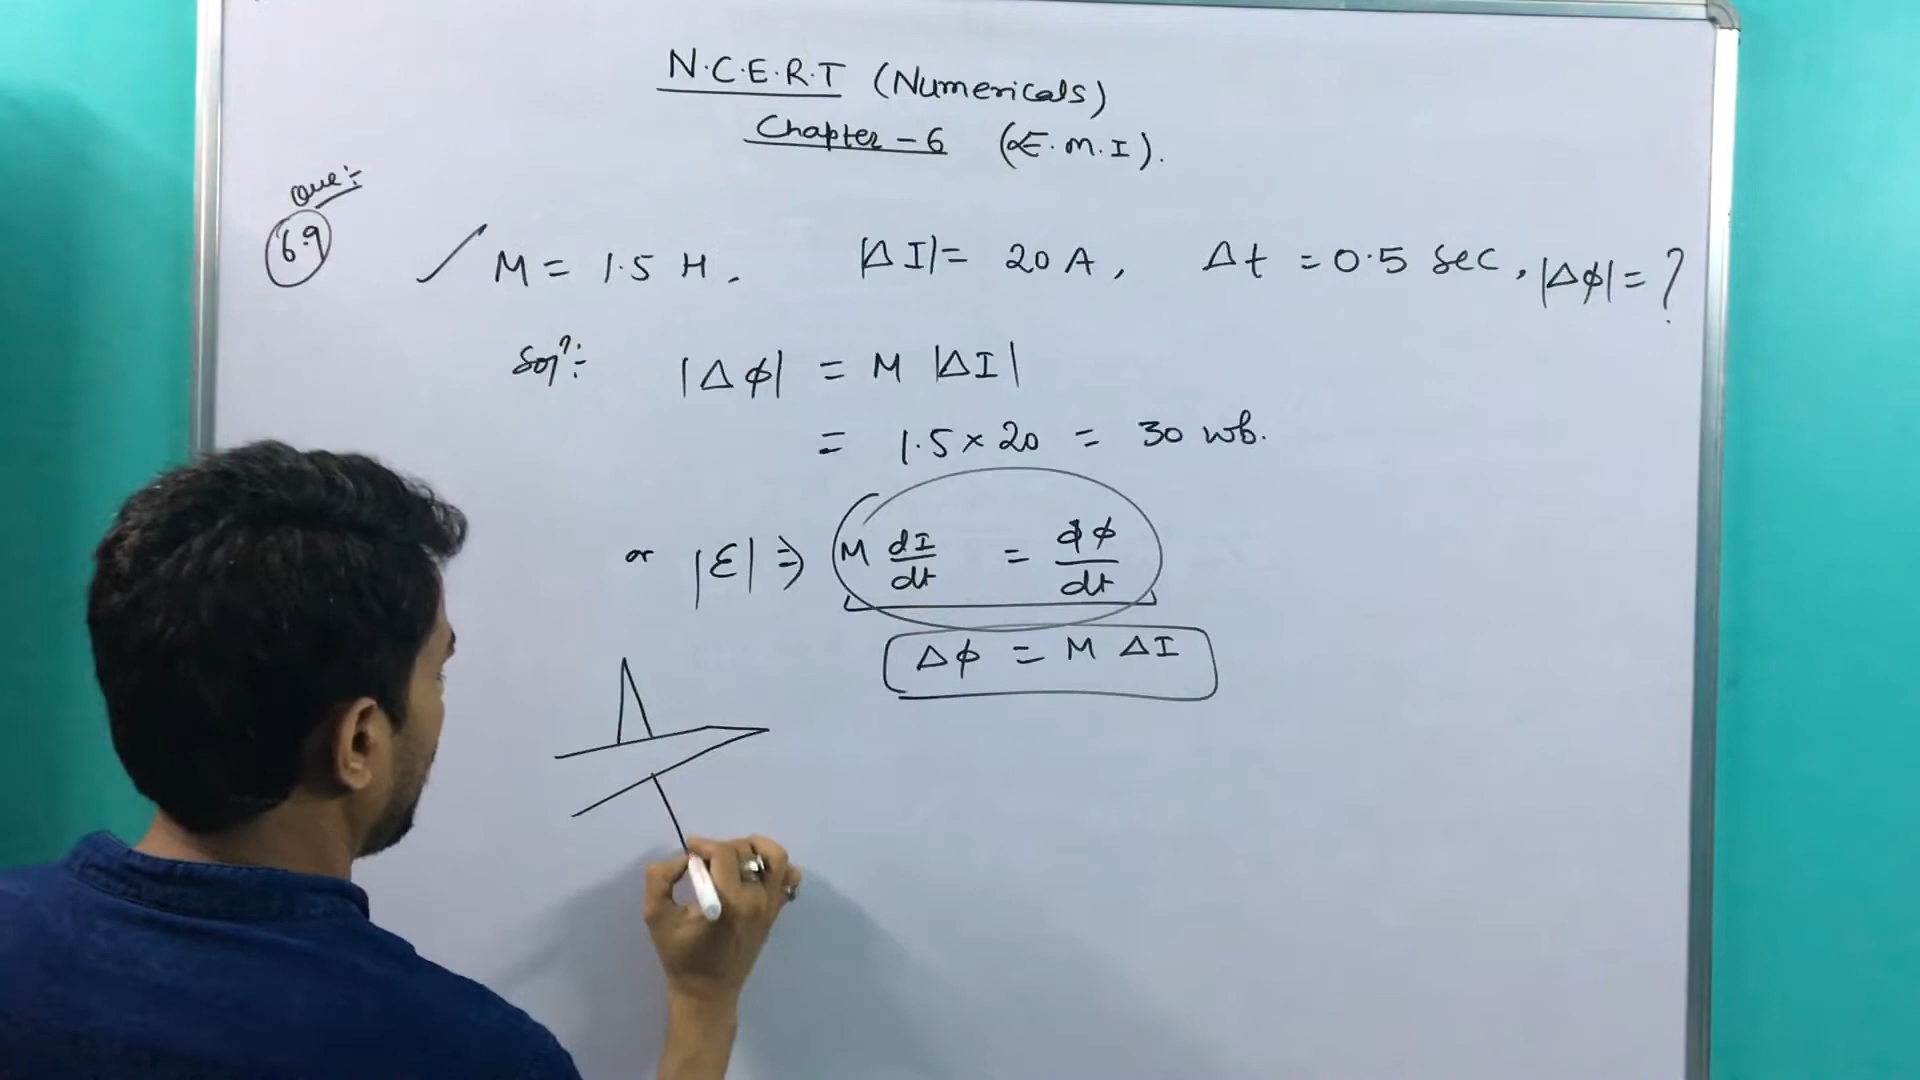 N.C.E.R.T (Numericals)
Chapter - 6 (E.M.I).
Que:-
6.9
M = 1.5 H. |ΔI| = 20 A, Δt = 0.5 sec, |Δϕ| = ?
Solⁿ:- |Δϕ| = M |ΔI|
= 1.5 × 20 = 30 wb.
or |Ɛ| ⇒ M dI/dt = dϕ/dt
Δϕ = M ΔI